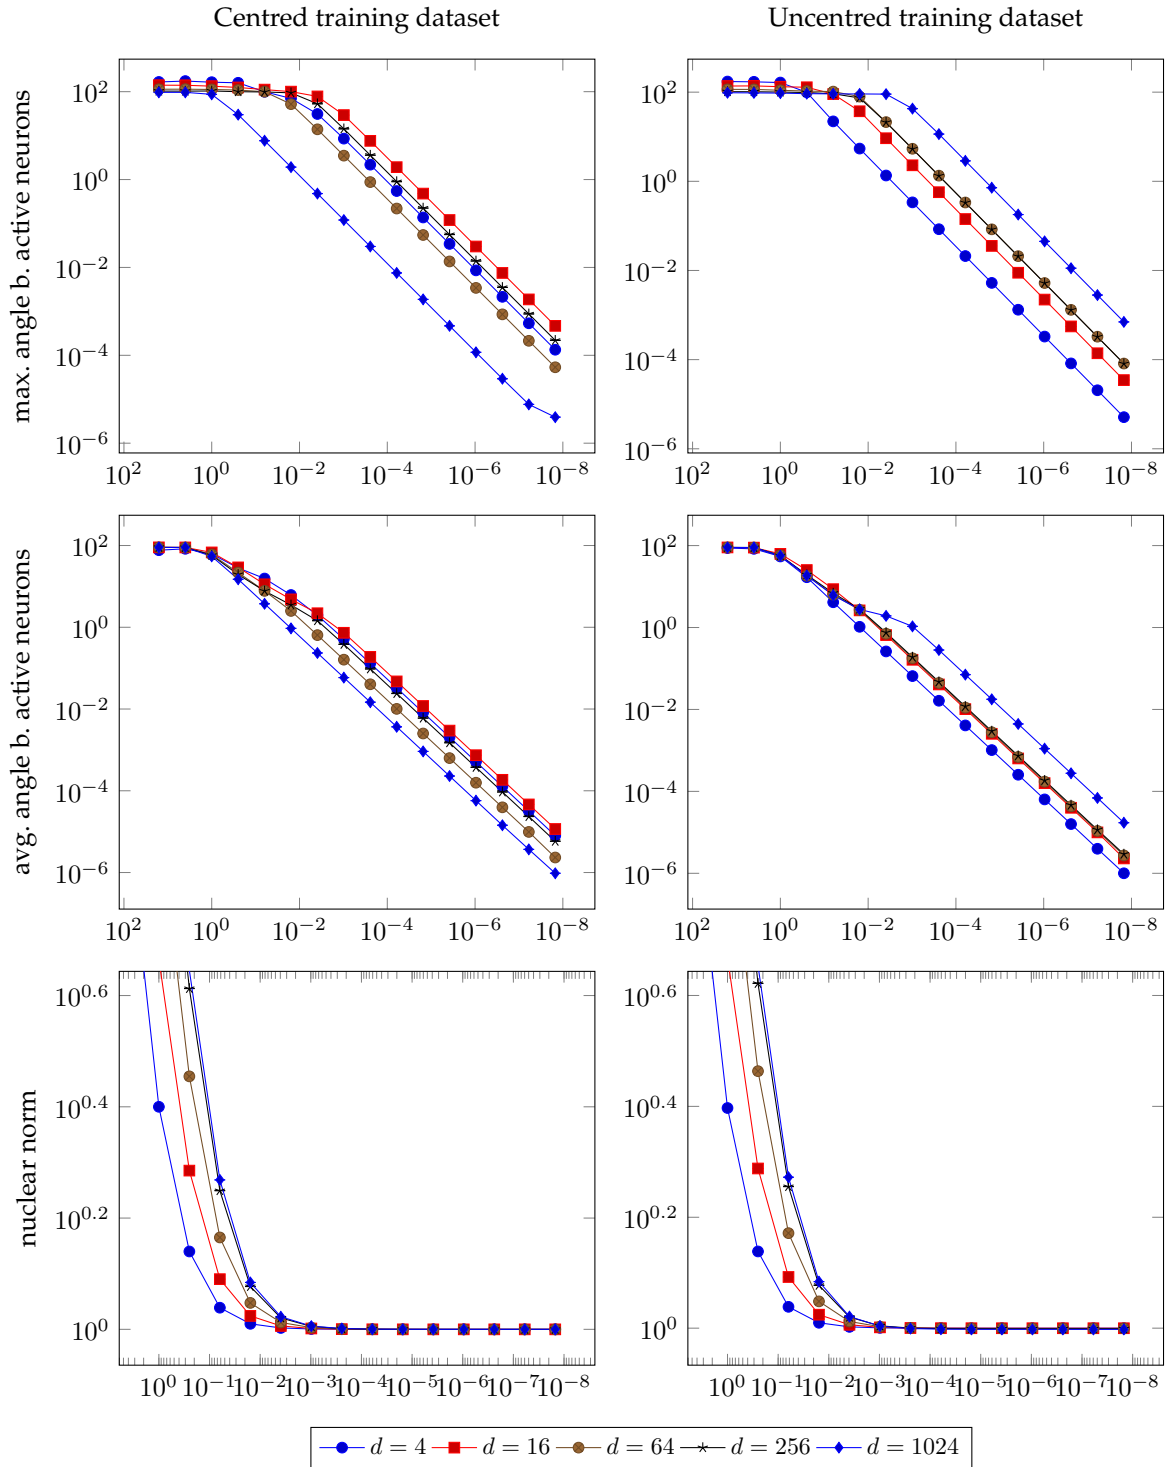 Centred training dataset
Uncentred training dataset
max. angle b. active neurons
10^2
10^0
10^−2
10^−4
10^−6
10^2 10^0 10^−2 10^−4 10^−6 10^−8
10^2
10^0
10^−2
10^−4
10^−6
10^2 10^0 10^−2 10^−4 10^−6 10^−8
avg. angle b. active neurons
10^2
10^0
10^−2
10^−4
10^−6
10^2 10^0 10^−2 10^−4 10^−6 10^−8
10^2
10^0
10^−2
10^−4
10^−6
10^2 10^0 10^−2 10^−4 10^−6 10^−8
nuclear norm
10^0.6
10^0.4
10^0.2
10^0
10^0 10^−1 10^−2 10^−3 10^−4 10^−5 10^−6 10^−7 10^−8
10^0.6
10^0.4
10^0.2
10^0
10^0 10^−1 10^−2 10^−3 10^−4 10^−5 10^−6 10^−7 10^−8
d = 4 d = 16 d = 64 d = 256 d = 1024